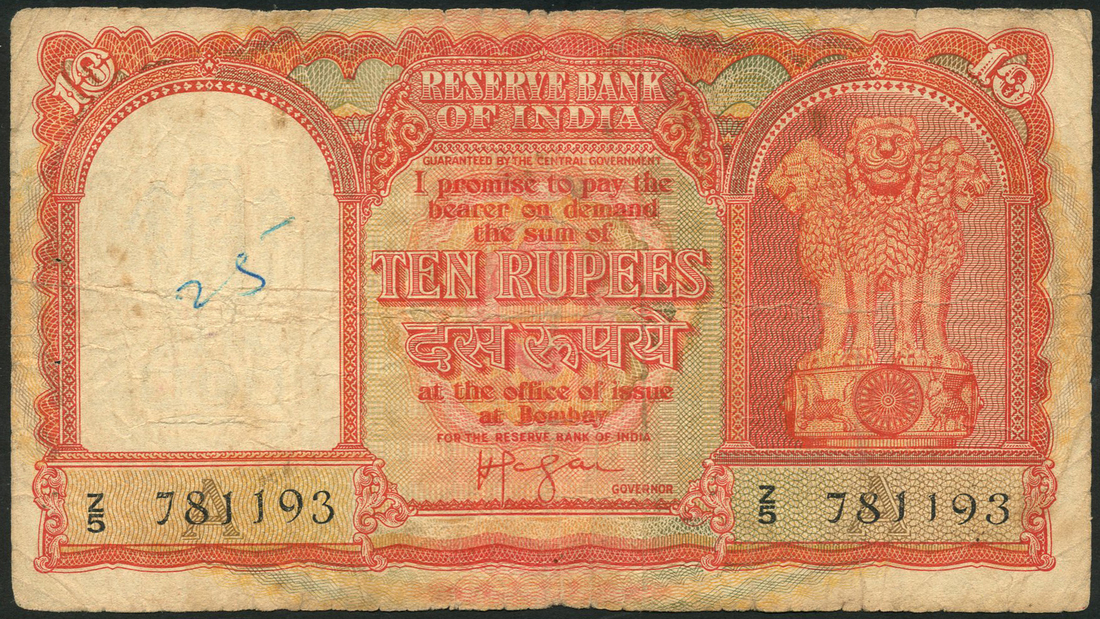 10 10
RESERVE BANK
OF INDIA
GUARANTEED BY THE CENTRAL GOVERNMENT
I promise to pay the
bearer on demand
the sum of
TEN RUPEES
दस रुपये
at the office of issue
at Bombay
FOR THE RESERVE BANK OF INDIA
GOVERNOR
25
Z/5 781193 A
Z/5 781193 A